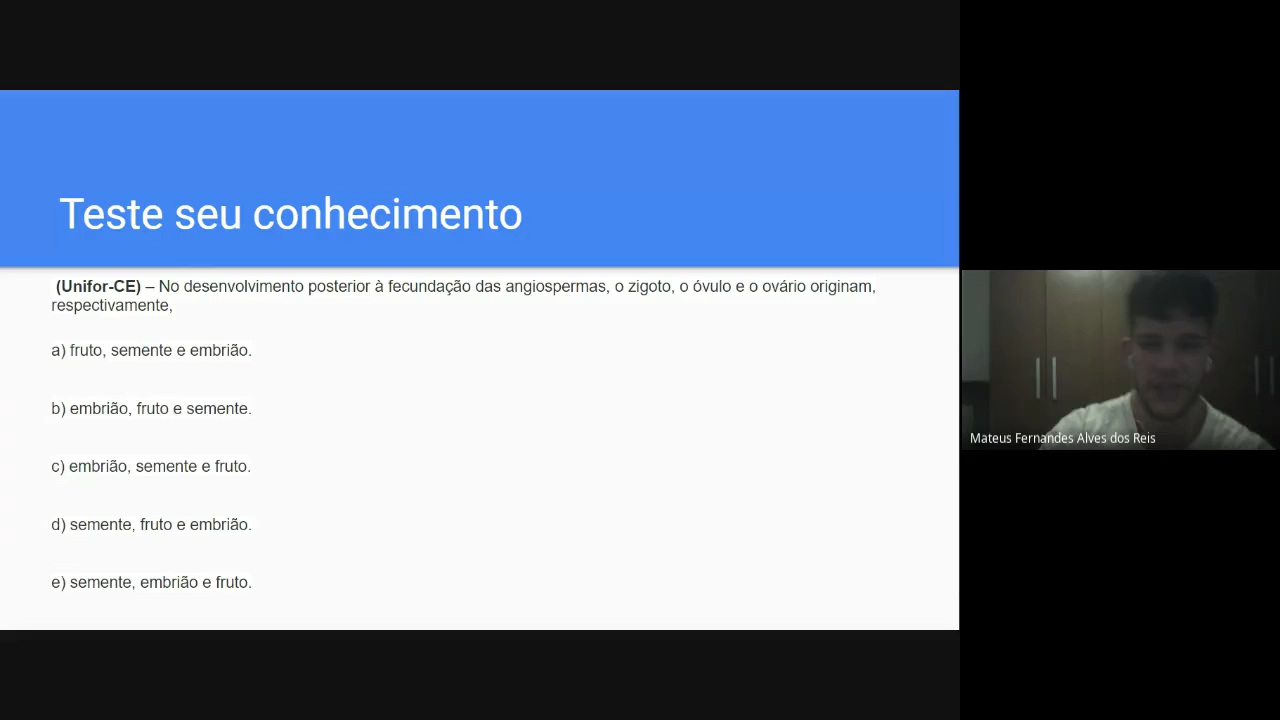 Teste seu conhecimento
(Unifor-CE) – No desenvolvimento posterior à fecundação das angiospermas, o zigoto, o óvulo e o ovário originam,
respectivamente,
a) fruto, semente e embrião.
b) embrião, fruto e semente.
c) embrião, semente e fruto.
d) semente, fruto e embrião.
e) semente, embrião e fruto.
Mateus Fernandes Alves dos Reis